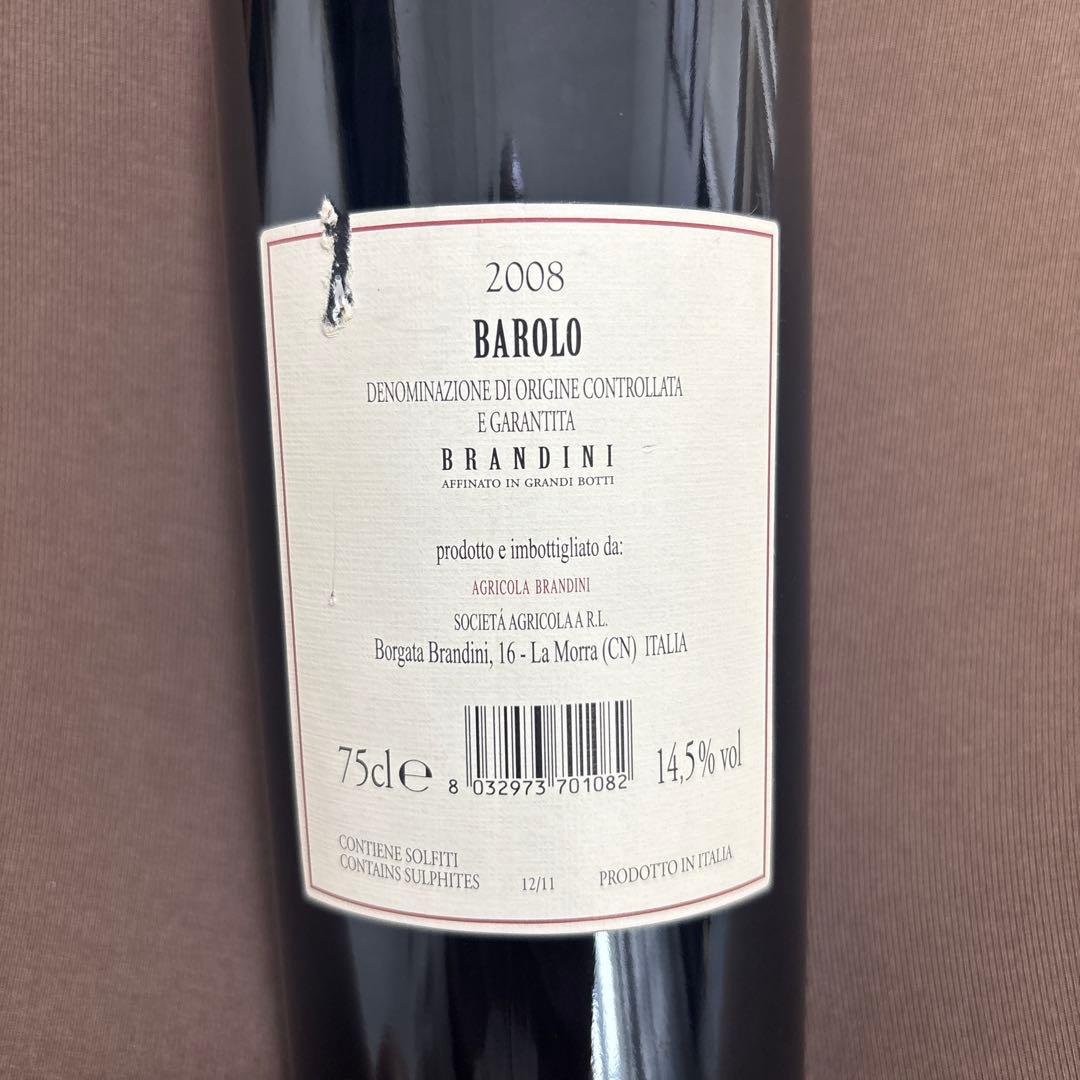 2008
BAROLO
DENOMINAZIONE DI ORIGINE CONTROLLATA
E GARANTITA
BRANDINI
AFFINATO IN GRANDI BOTTI
prodotto e imbottigliato da:
AGRICOLA BRANDINI
SOCIETÁ AGRICOLA A R.L.
Borgata Brandini, 16 - La Morra (CN) ITALIA
75cl e 8 032973 701082 14,5% vol
CONTIENE SOLFITI
CONTAINS SULPHITES 12/11 PRODOTTO IN ITALIA